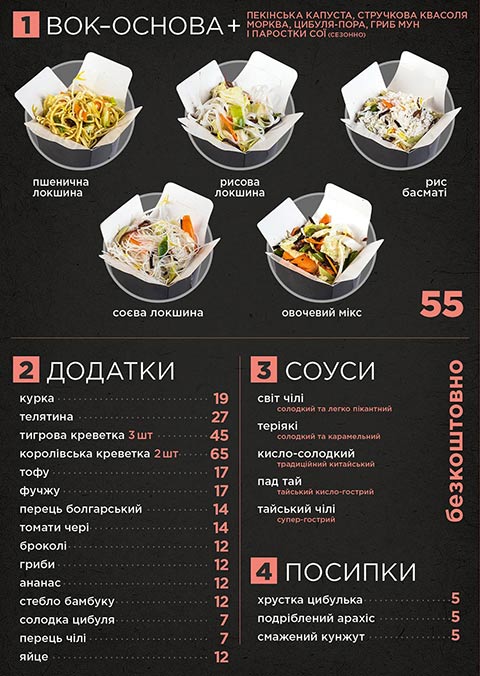 1 ВОК-ОСНОВА +
ПЕКІНСЬКА КАПУСТА, СТРУЧКОВА КВАСОЛЯ
МОРКВА, ЦИБУЛЯ-ПОРА, ГРИБ МУН
І ПАРОСТКИ СОЇ (СЕЗОННО)
пшенична
локшина
рисова
локшина
рис
басматі
соєва локшина
овочевий мікс
55
2 ДОДАТКИ
курка 19
телятина 27
тигрова креветка 3 шт 45
королівська креветка 2 шт 65
тофу 17
фучжу 17
перець болгарський 14
томати чері 14
броколі 12
гриби 12
ананас 12
стебло бамбуку 12
солодка цибуля 7
перець чілі 7
яйце 12
3 СОУСИ
світ чілі
солодкий та легко пікантний
теріякі
солодкий та карамельний
кисло-солодкий
традиційний китайський
пад тай
тайський кисло-гострий
тайський чілі
супер-гострий
безкоштовно
4 ПОСИПКИ
хрустка цибулька 5
подріблений арахіс 5
смажений кунжут 5